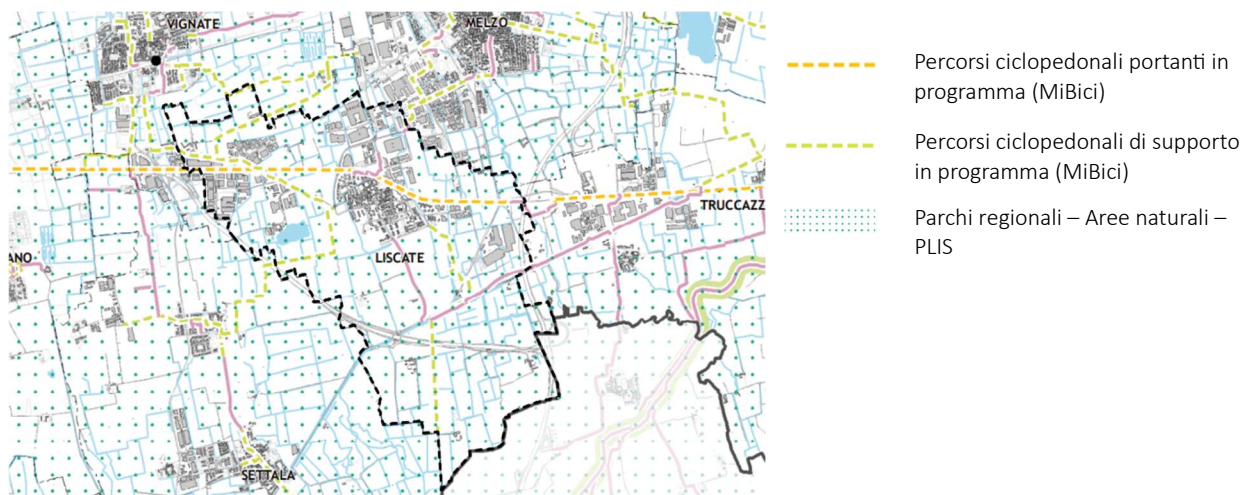 VIGNATE
MELZO
TRUCCAZZ
ANO
LISCATE
SETTALA
Percorsi ciclopedonali portanti in
programma (MiBici)
Percorsi ciclopedonali di supporto
in programma (MiBici)
Parchi regionali – Aree naturali –
PLIS